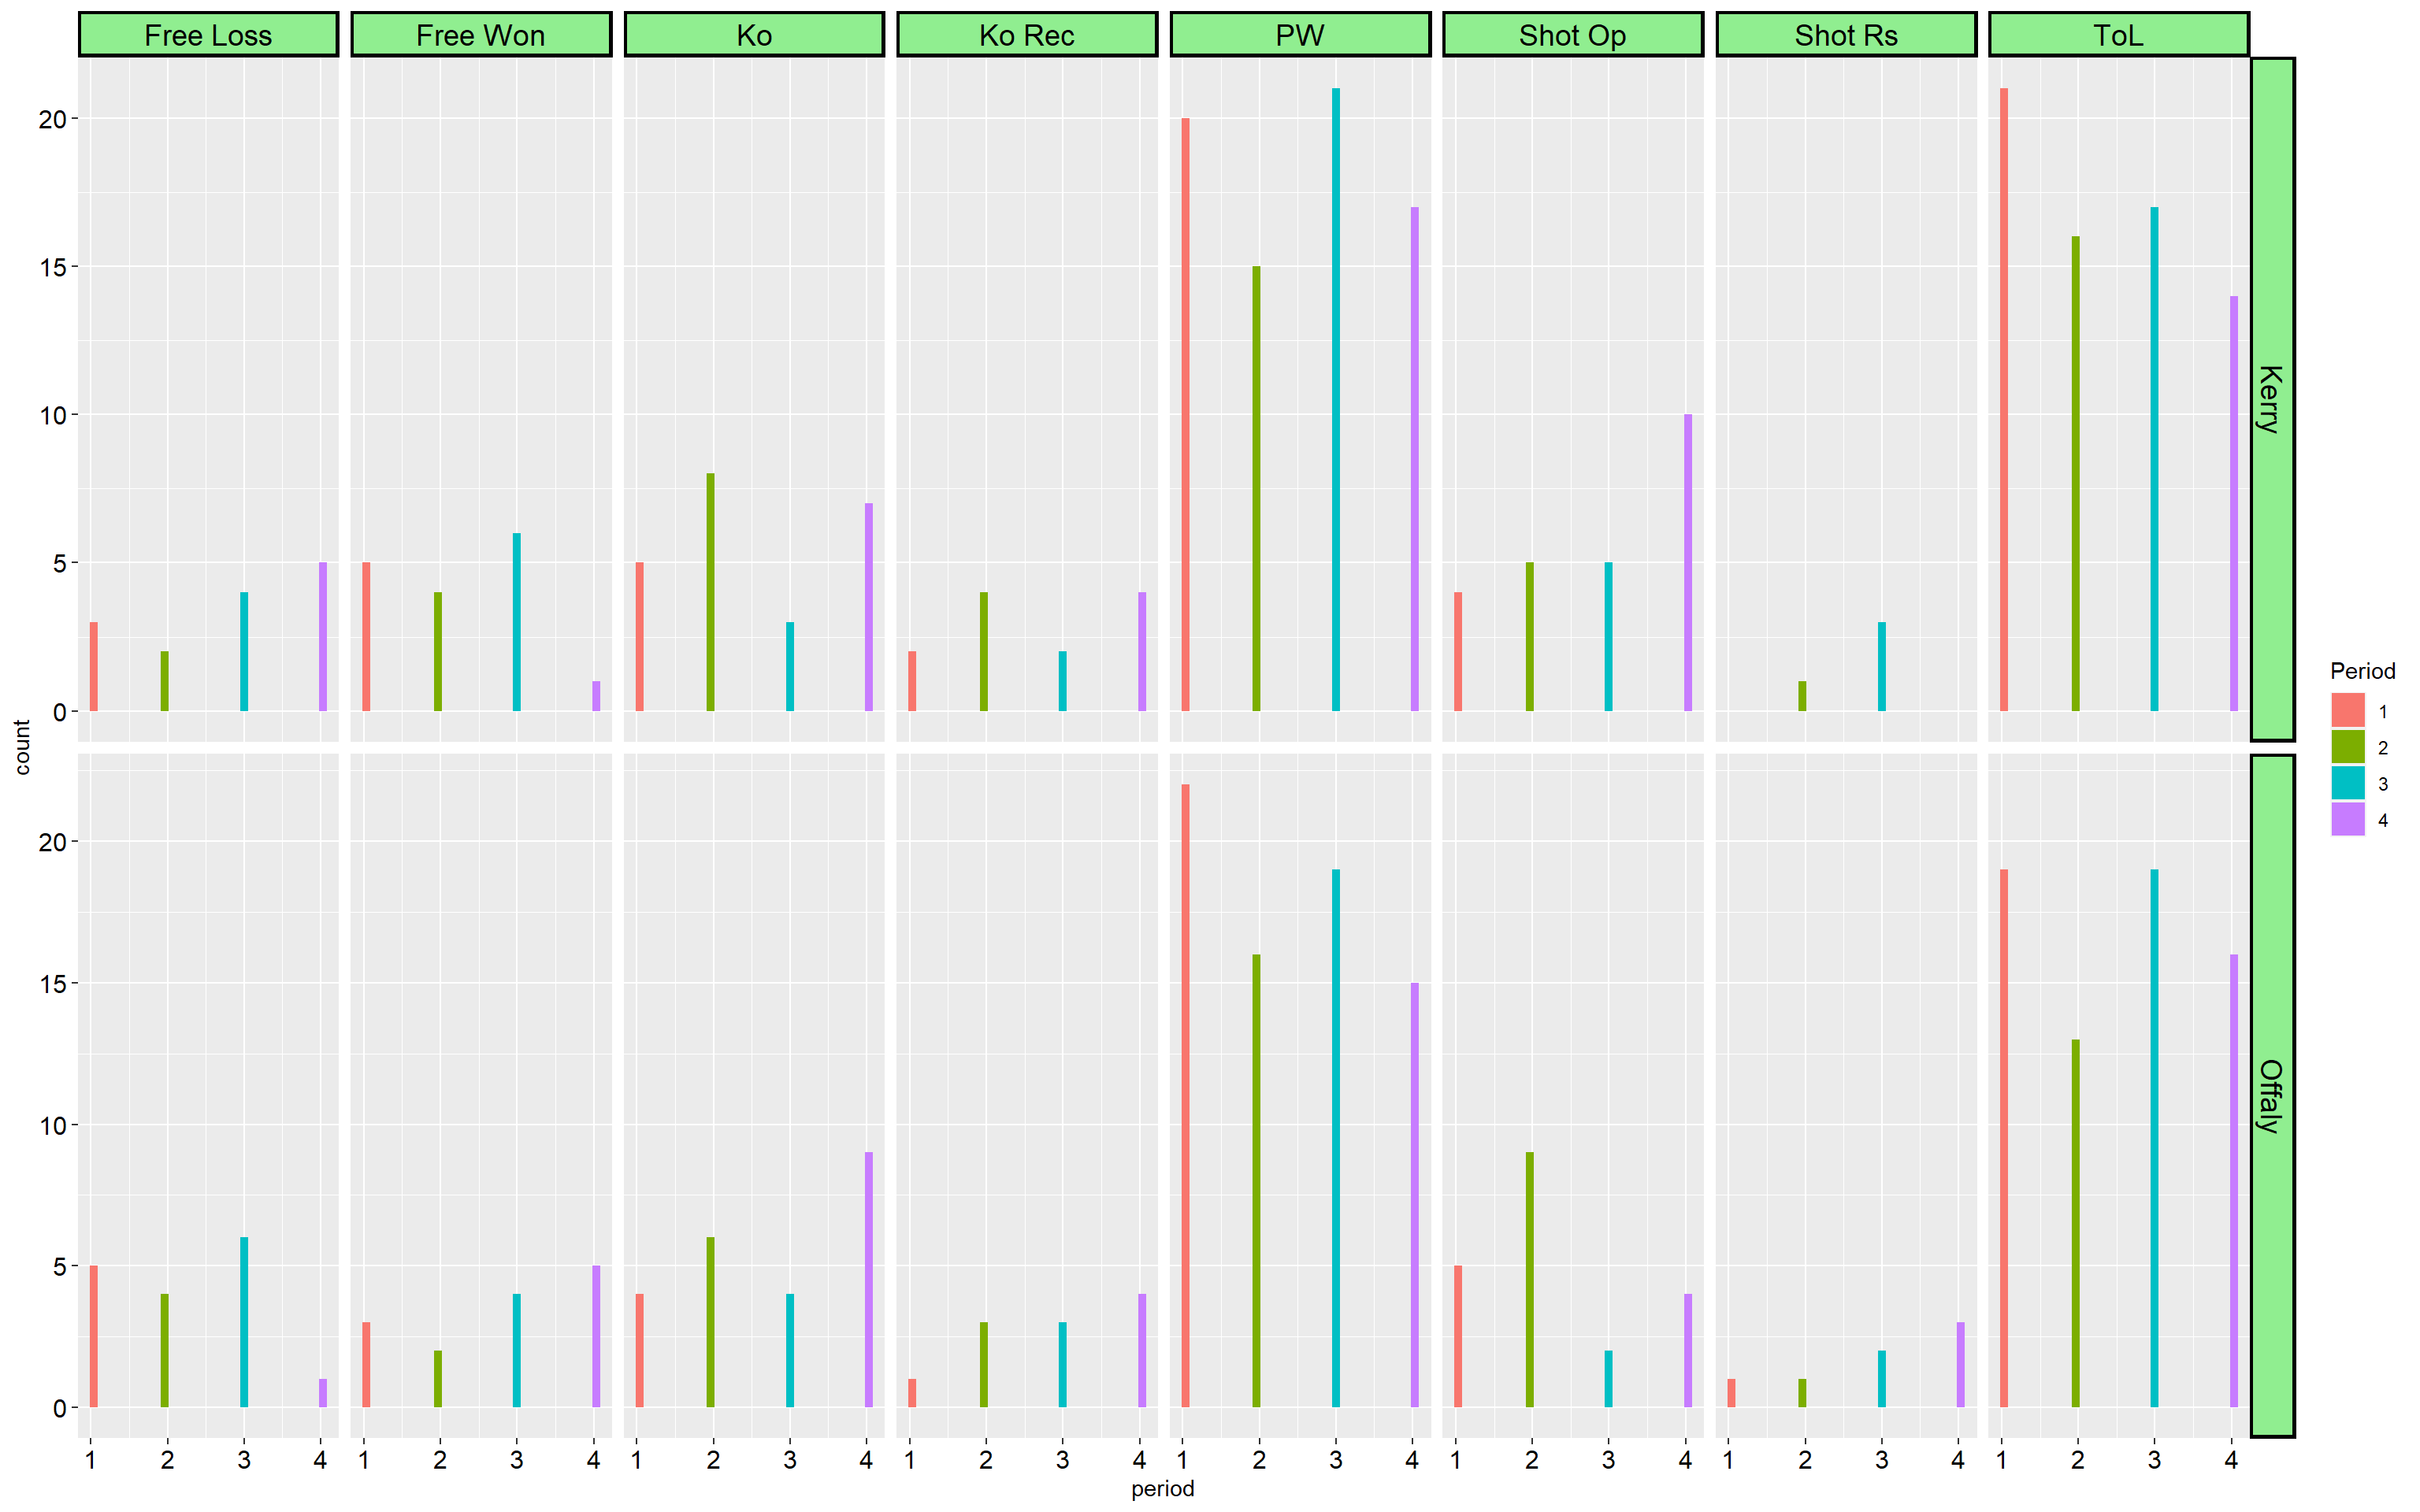 Free Loss Free Won Ko Ko Rec PW Shot Op Shot Rs ToL
20
15
10
5
0
Kerry
count
20
15
10
5
0
Offaly
1 2 3 4 1 2 3 4 1 2 3 4 1 2 3 4 1 2 3 4 1 2 3 4 1 2 3 4 1 2 3 4
period
Period
1
2
3
4